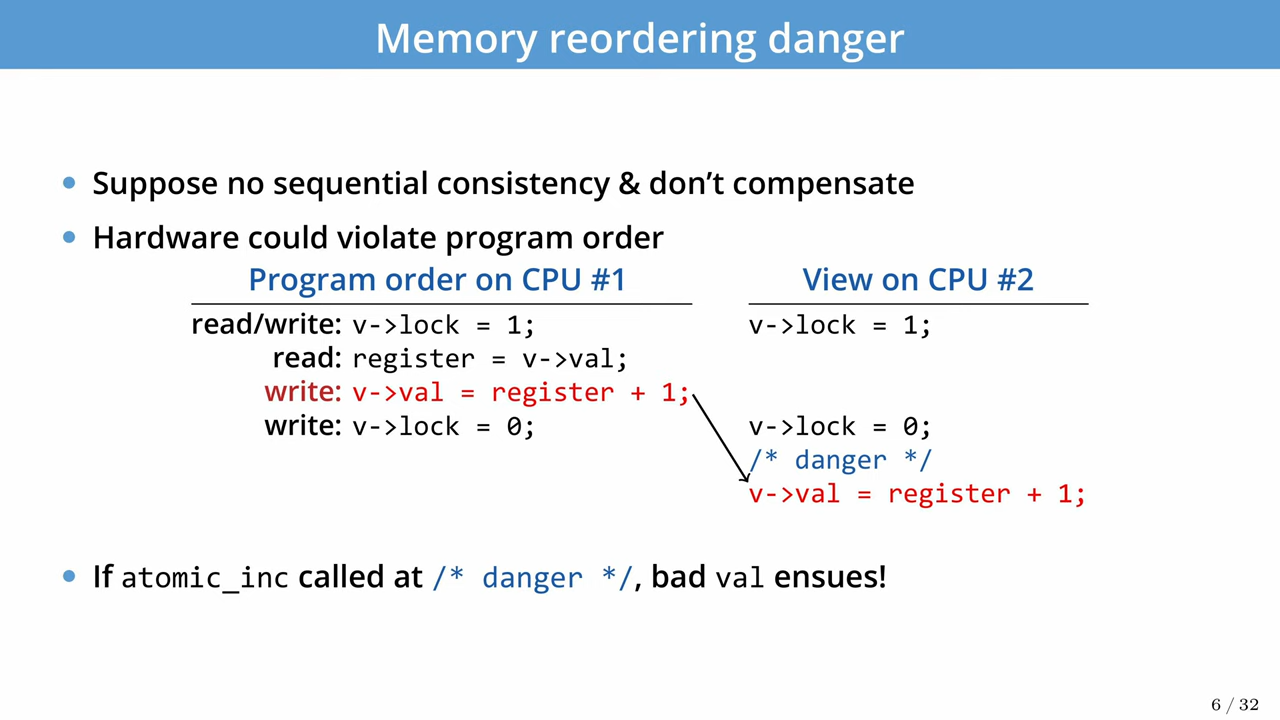 Memory reordering danger
• Suppose no sequential consistency & don’t compensate
• Hardware could violate program order
Program order on CPU #1 View on CPU #2
read/write: v->lock = 1; v->lock = 1;
read: register = v->val;
write: v->val = register + 1;
write: v->lock = 0; v->lock = 0;
/* danger */
v->val = register + 1;
• If atomic_inc called at /* danger */, bad val ensues!
6 / 32